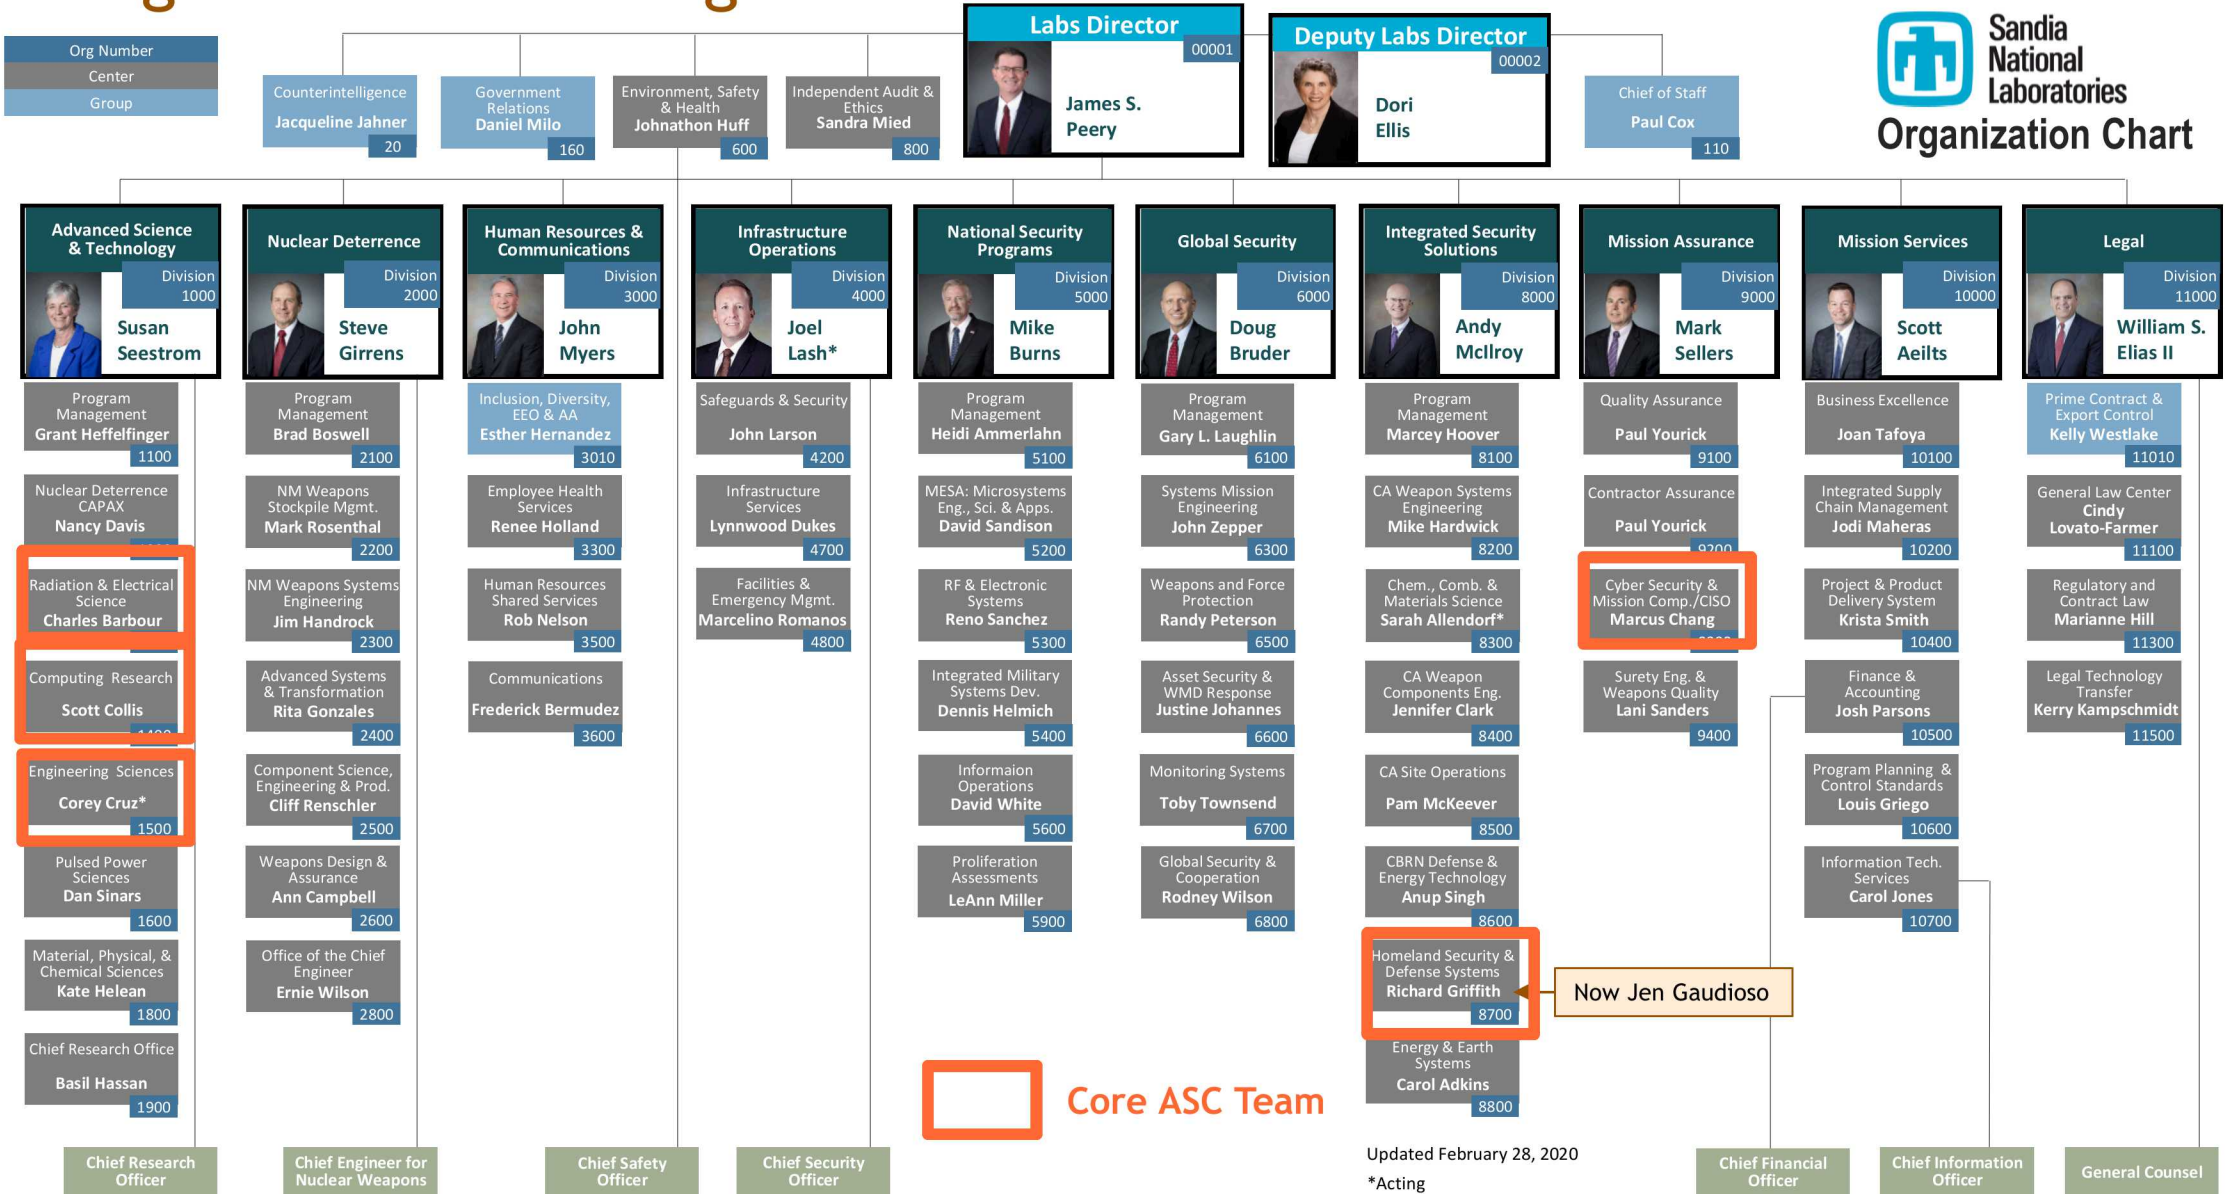 Org Number
Center
Group
Counterintelligence
Jacqueline Jahner
20
Government
Relations
Daniel Milo
160
Environment, Safety
& Health
Johnathon Huff
600
Independent Audit &
Ethics
Sandra Mied
800
Labs Director
00001
James S.
Peery
Deputy Labs Director
00002
Dori
Ellis
Chief of Staff
Paul Cox
110
Sandia
National
Laboratories
Organization Chart
Advanced Science
& Technology
Division
1000
Susan
Seestrom
Program
Management
Grant Heffelfinger
1100
Nuclear Deterrence
CAPAX
Nancy Davis
Radiation & Electrical
Science
Charles Barbour
Computing Research
Scott Collis
Engineering Sciences
Corey Cruz*
1500
Pulsed Power
Sciences
Dan Sinars
1600
Material, Physical, &
Chemical Sciences
Kate Helean
1800
Chief Research Office
Basil Hassan
1900
Chief Research
Officer
Nuclear Deterrence
Division
2000
Steve
Girrens
Program
Management
Brad Boswell
2100
NM Weapons
Stockpile Mgmt.
Mark Rosenthal
2200
NM Weapons Systems
Engineering
Jim Handrock
2300
Advanced Systems
& Transformation
Rita Gonzales
2400
Component Science,
Engineering & Prod.
Cliff Renschler
2500
Weapons Design &
Assurance
Ann Campbell
2600
Office of the Chief
Engineer
Ernie Wilson
2800
Chief Engineer for
Nuclear Weapons
Human Resources &
Communications
Division
3000
John
Myers
Inclusion, Diversity,
EEO & AA
Esther Hernandez
3010
Employee Health
Services
Renee Holland
3300
Human Resources
Shared Services
Rob Nelson
3500
Communications
Frederick Bermudez
3600
Chief Safety
Officer
Infrastructure
Operations
Division
4000
Joel
Lash*
Safeguards & Security
John Larson
4200
Infrastructure
Services
Lynnwood Dukes
4700
Facilities &
Emergency Mgmt.
Marcelino Romanos
4800
Chief Security
Officer
National Security
Programs
Division
5000
Mike
Burns
Program
Management
Heidi Ammerlahn
5100
MESA: Microsystems
Eng., Sci. & Apps.
David Sandison
5200
RF & Electronic
Systems
Reno Sanchez
5300
Integrated Military
Systems Dev.
Dennis Helmich
5400
Informaion
Operations
David White
5600
Proliferation
Assessments
LeAnn Miller
5900
Global Security
Division
6000
Doug
Bruder
Program
Management
Gary L. Laughlin
6100
Systems Mission
Engineering
John Zepper
6300
Weapons and Force
Protection
Randy Peterson
6500
Asset Security &
WMD Response
Justine Johannes
6600
Monitoring Systems
Toby Townsend
6700
Global Security &
Cooperation
Rodney Wilson
6800
Integrated Security
Solutions
Division
8000
Andy
McIlroy
Program
Management
Marcey Hoover
8100
CA Weapon Systems
Engineering
Mike Hardwick
8200
Chem., Comb. &
Materials Science
Sarah Allendorf*
8300
CA Weapon
Components Eng.
Jennifer Clark
8400
CA Site Operations
Pam McKeever
8500
CBRN Defense &
Energy Technology
Anup Singh
8600
Homeland Security &
Defense Systems
Richard Griffith
8700
Now Jen Gaudioso
Energy & Earth
Systems
Carol Adkins
8800
Mission Assurance
Division
9000
Mark
Sellers
Quality Assurance
Paul Yourick
9100
Contractor Assurance
Paul Yourick
9200
Cyber Security &
Mission Comp./CISO
Marcus Chang
Surety Eng. &
Weapons Quality
Lani Sanders
9400
Mission Services
Division
10000
Scott
Aeilts
Business Excellence
Joan Tafoya
10100
Integrated Supply
Chain Management
Jodi Maheras
10200
Project & Product
Delivery System
Krista Smith
10400
Finance &
Accounting
Josh Parsons
10500
Program Planning &
Control Standards
Louis Griego
10600
Information Tech.
Services
Carol Jones
10700
Chief Financial
Officer
Chief Information
Officer
Legal
Division
11000
William S.
Elias II
Prime Contract &
Export Control
Kelly Westlake
11010
General Law Center
Cindy
Lovato-Farmer
11100
Regulatory and
Contract Law
Marianne Hill
11300
Legal Technology
Transfer
Kerry Kampschmidt
11500
General Counsel
Core ASC Team
Updated February 28, 2020
*Acting